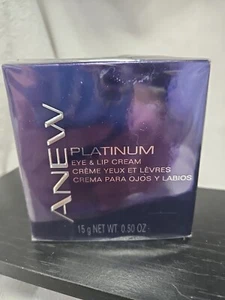 ANEW
PLATINUM
EYE & LIP CREAM
CRÈME YEUX ET LÈVRES
CREMA PARA OJOS Y LABIOS
15 g NET WT. 0.50 OZ